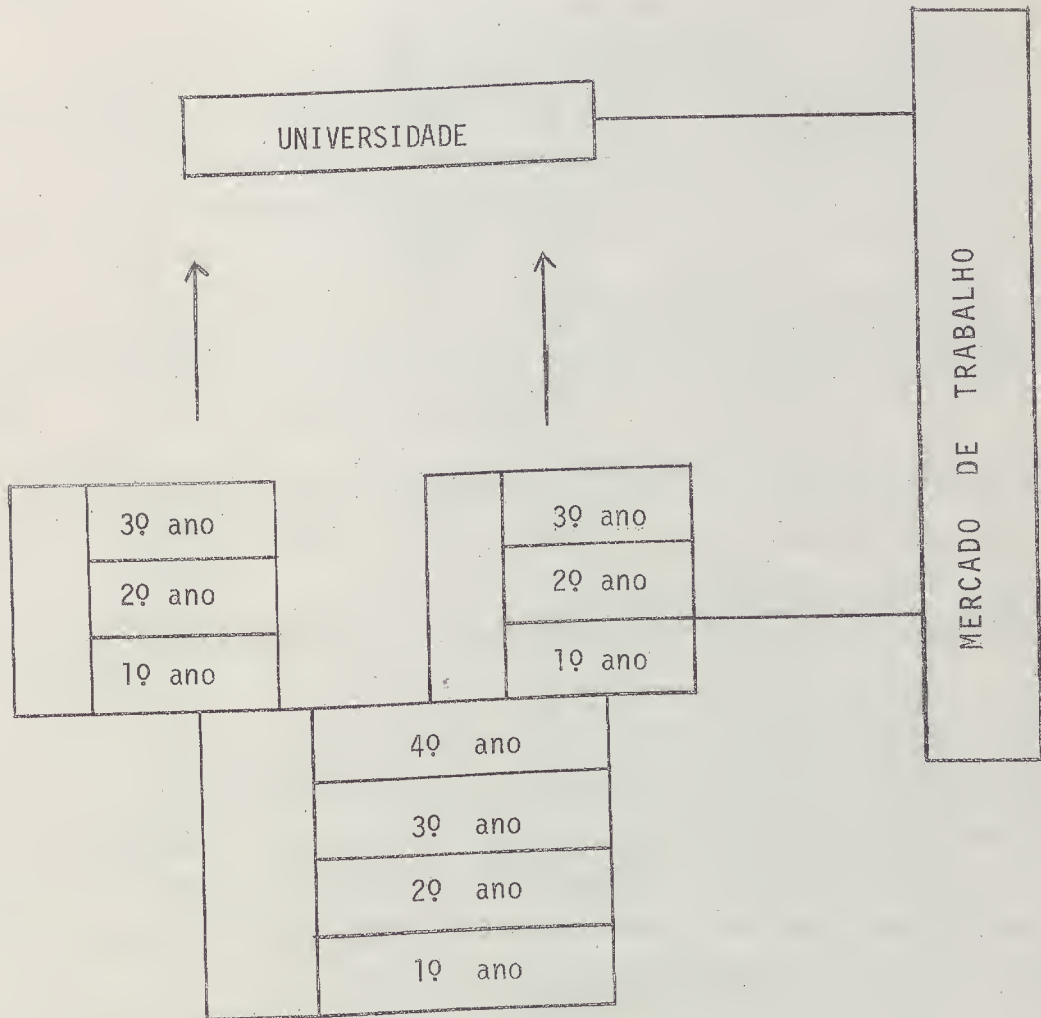 UNIVERSIDADE
MERCADO DE TRABALHO
3º ano
2º ano
1º ano
3º ano
2º ano
1º ano
4º ano
3º ano
2º ano
1º ano